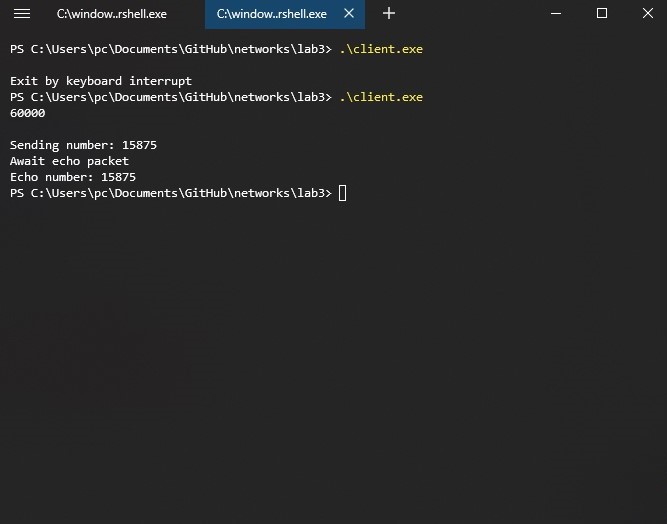 C:\window..rshell.exe C:\window..rshell.exe
PS C:\Users\pc\Documents\GitHub\networks\lab3> .\client.exe
Exit by keyboard interrupt
PS C:\Users\pc\Documents\GitHub\networks\lab3> .\client.exe
60000
Sending number: 15875
Await echo packet
Echo number: 15875
PS C:\Users\pc\Documents\GitHub\networks\lab3>